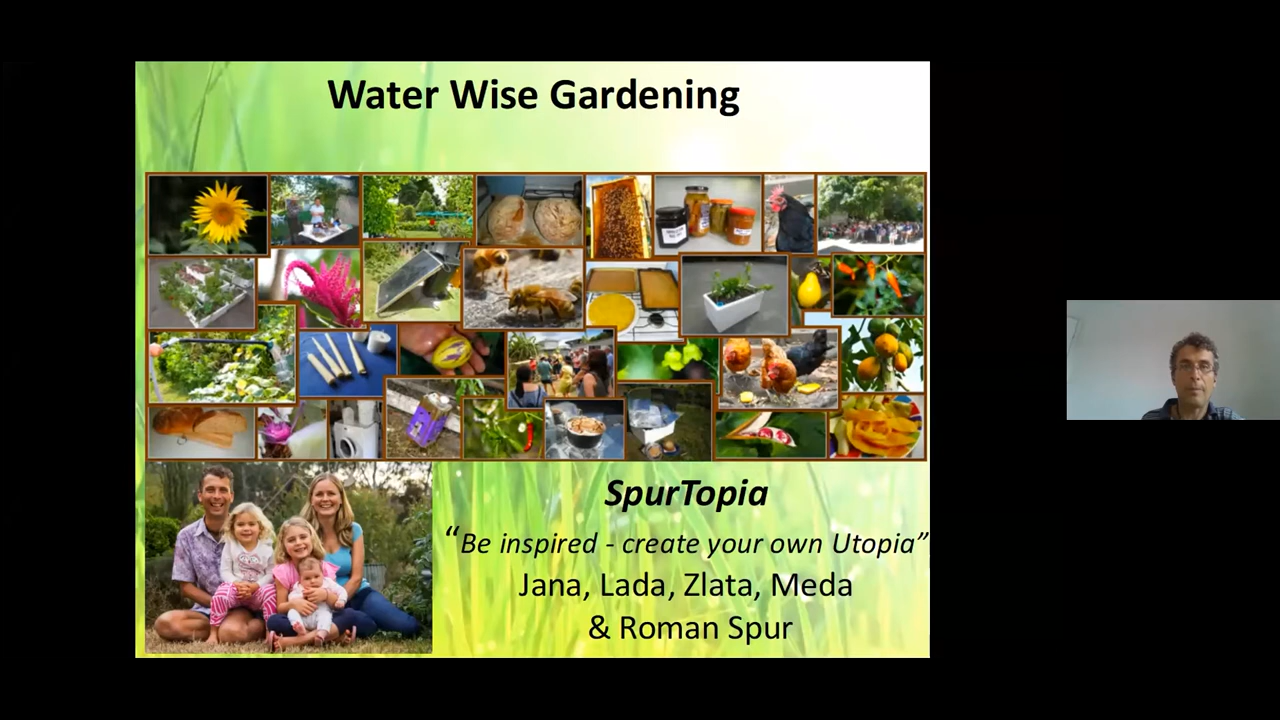 Water Wise Gardening
SpurTopia
“Be inspired - create your own Utopia”
Jana, Lada, Zlata, Meda
& Roman Spur